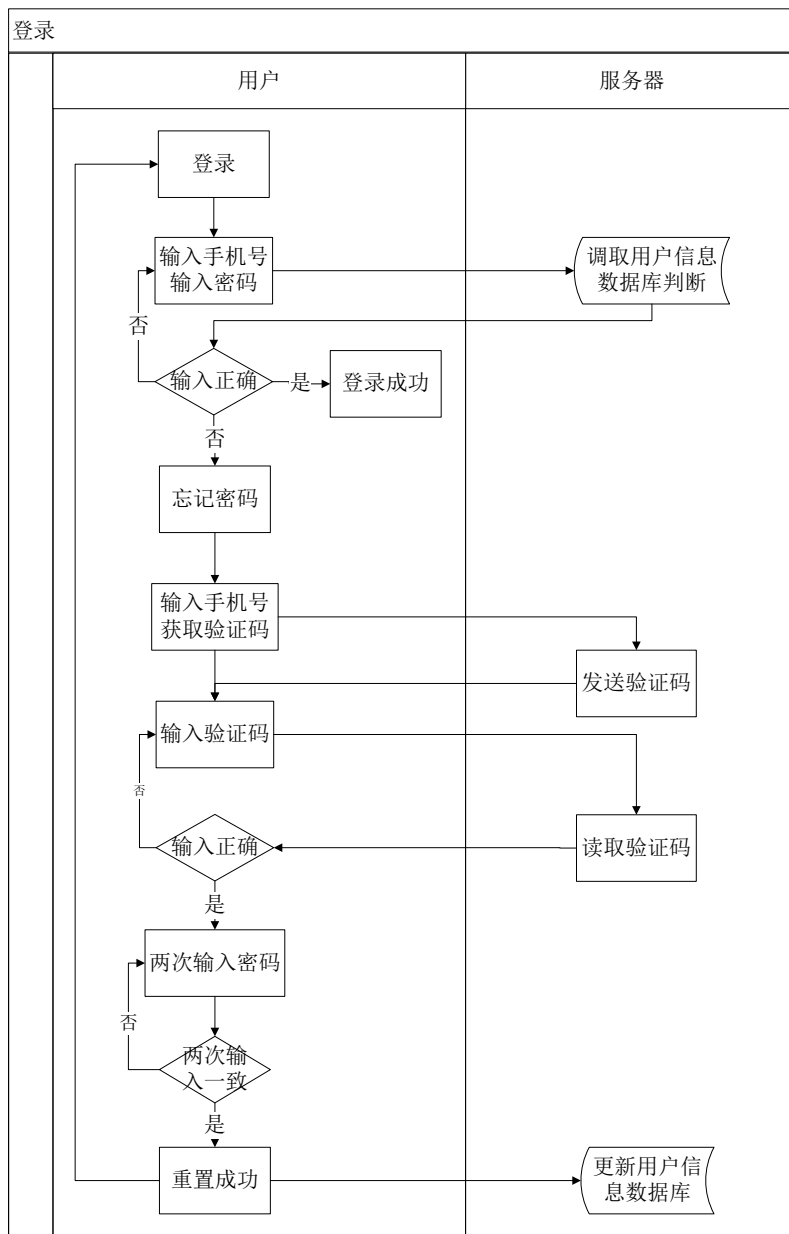 登录
用户
服务器
登录
输入手机号
输入密码
调取用户信息
数据库判断
否
输入正确
是
登录成功
否
忘记密码
输入手机号
获取验证码
发送验证码
输入验证码
否
输入正确
读取验证码
是
两次输入密码
否
两次输
入一致
是
重置成功
更新用户信
息数据库